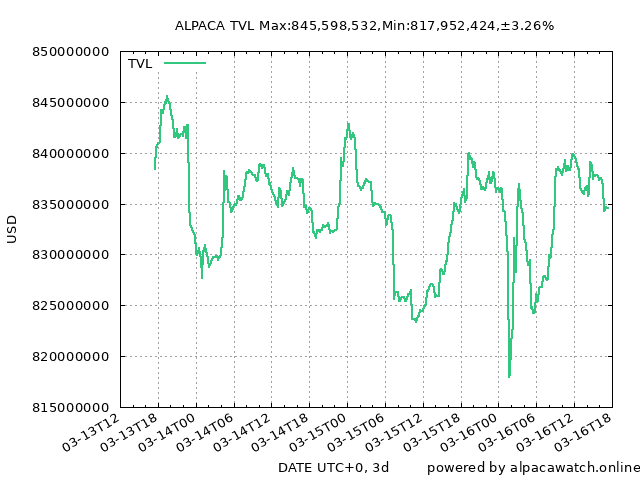 ALPACA TVL Max:845,598,532,Min:817,952,424,±3.26%
TVL
850000000
845000000
840000000
835000000
830000000
825000000
820000000
815000000
USD
03-13T12
03-13T18
03-14T00
03-14T06
03-14T12
03-14T18
03-15T00
03-15T06
03-15T12
03-15T18
03-16T00
03-16T06
03-16T12
03-16T18
DATE UTC+0, 3d
powered by alpacawatch.online